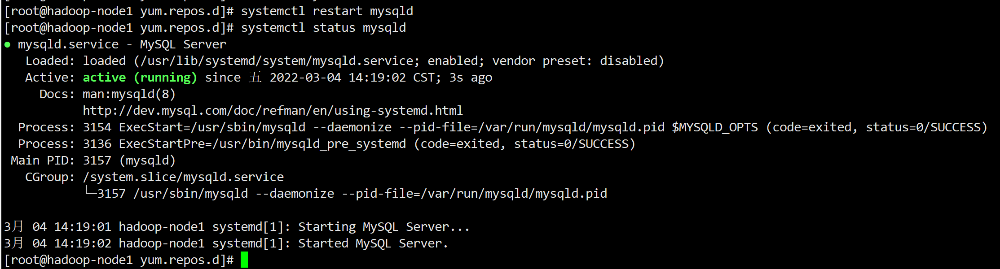 [root@hadoop-node1 yum.repos.d]# systemctl restart mysqld
[root@hadoop-node1 yum.repos.d]# systemctl status mysqld
● mysqld.service - MySQL Server
   Loaded: loaded (/usr/lib/systemd/system/mysqld.service; enabled; vendor preset: disabled)
   Active: active (running) since 五 2022-03-04 14:19:02 CST; 3s ago
     Docs: man:mysqld(8)
           http://dev.mysql.com/doc/refman/en/using-systemd.html
  Process: 3154 ExecStart=/usr/sbin/mysqld --daemonize --pid-file=/var/run/mysqld/mysqld.pid $MYSQLD_OPTS (code=exited, status=0/SUCCESS)
  Process: 3136 ExecStartPre=/usr/bin/mysqld_pre_systemd (code=exited, status=0/SUCCESS)
 Main PID: 3157 (mysqld)
   CGroup: /system.slice/mysqld.service
           └─3157 /usr/sbin/mysqld --daemonize --pid-file=/var/run/mysqld/mysqld.pid
3月 04 14:19:01 hadoop-node1 systemd[1]: Starting MySQL Server...
3月 04 14:19:02 hadoop-node1 systemd[1]: Started MySQL Server.
[root@hadoop-node1 yum.repos.d]#